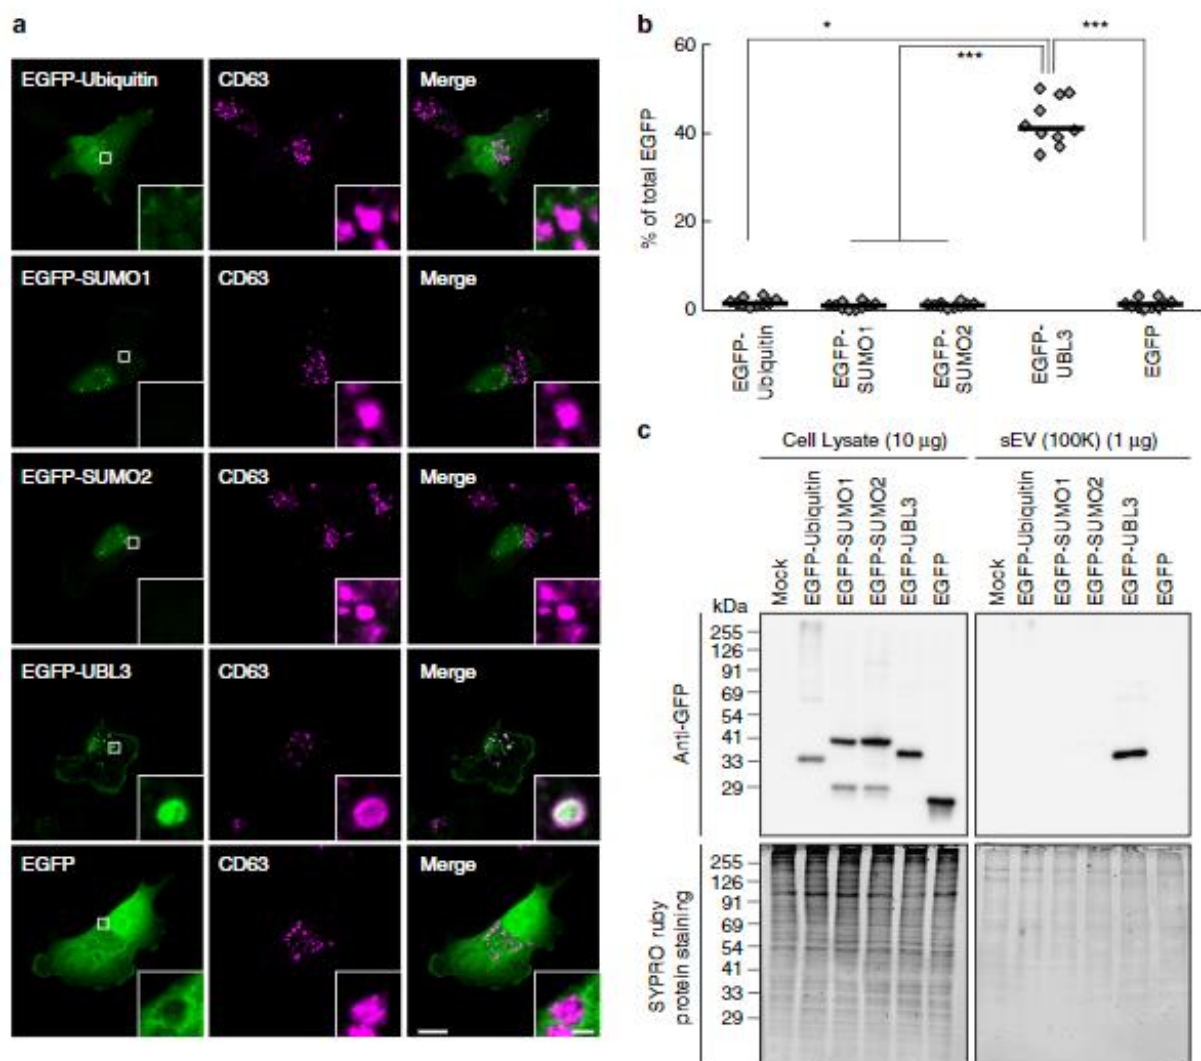 a
EGFP-Ubiquitin CD63 Merge
EGFP-SUMO1 CD63 Merge
EGFP-SUMO2 CD63 Merge
EGFP-UBL3 CD63 Merge
EGFP CD63 Merge
b
* *** ***
% of total EGFP
60
40
20
0
EGFP-Ubiquitin
EGFP-SUMO1
EGFP-SUMO2
EGFP-UBL3
EGFP
c
Cell Lysate (10 μg) sEV (100K) (1 μg)
Mock EGFP-Ubiquitin EGFP-SUMO1 EGFP-SUMO2 EGFP-UBL3 EGFP Mock EGFP-Ubiquitin EGFP-SUMO1 EGFP-SUMO2 EGFP-UBL3 EGFP
kDa
Anti-GFP
255
126
91
69
54
41
33
29
SYPRO ruby
protein staining
255
126
91
69
54
41
33
29